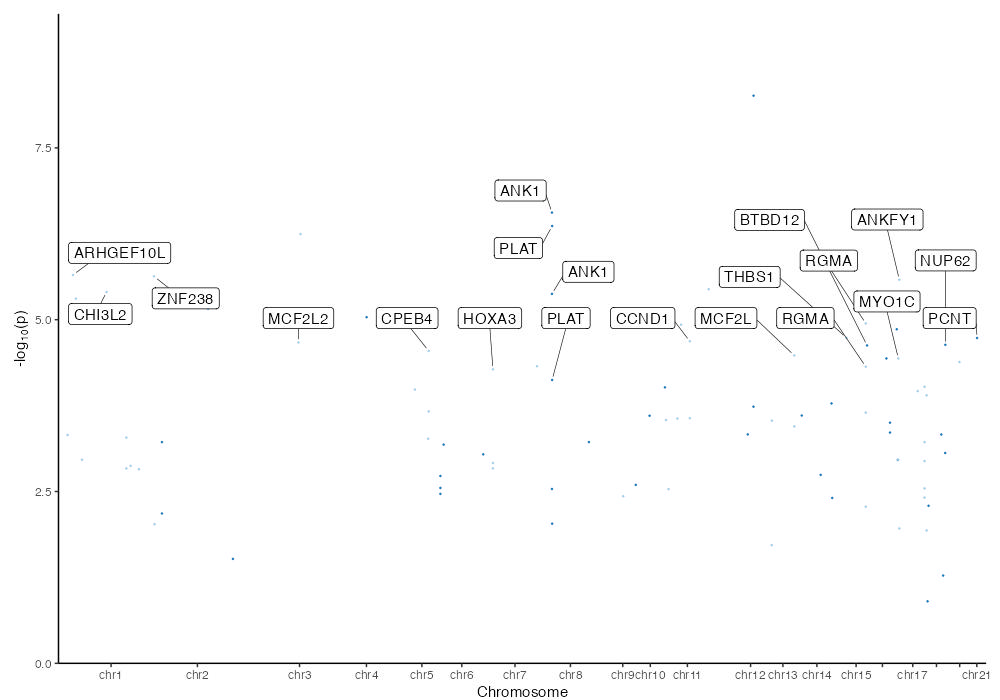 7.5
5.0
2.5
0.0
-log10(p)
ANK1
PLAT
ANK1
BTBD12
ANKFY1
ARHGEF10L
RGMA
NUP62
THBS1
ZNF238
MYO1C
CHI3L2
MCF2L2
CPEB4
HOXA3
PLAT
CCND1
MCF2L
RGMA
PCNT
chr1 chr2 chr3 chr4 chr5 chr6 chr7 chr8 chr9 chr10 chr11 chr12 chr13 chr14 chr15 chr17 chr21
Chromosome